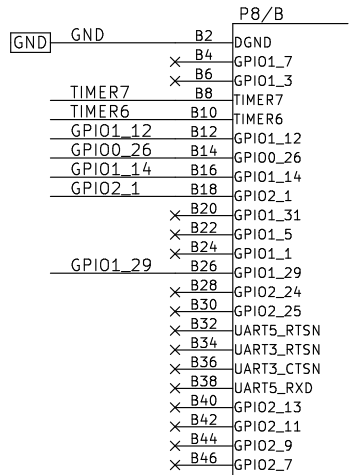 P8/B
GND GND B2 DGND
B4 GPIO1_7
B6 GPIO1_3
TIMER7 B8 TIMER7
TIMER6 B10 TIMER6
GPIO1_12 B12 GPIO1_12
GPIO0_26 B14 GPIO0_26
GPIO1_14 B16 GPIO1_14
GPIO2_1 B18 GPIO2_1
B20 GPIO1_31
B22 GPIO1_5
B24 GPIO1_1
GPIO1_29 B26 GPIO1_29
B28 GPIO2_24
B30 GPIO2_25
B32 UART5_RTSN
B34 UART3_RTSN
B36 UART3_CTSN
B38 UART5_RXD
B40 GPIO2_13
B42 GPIO2_11
B44 GPIO2_9
B46 GPIO2_7